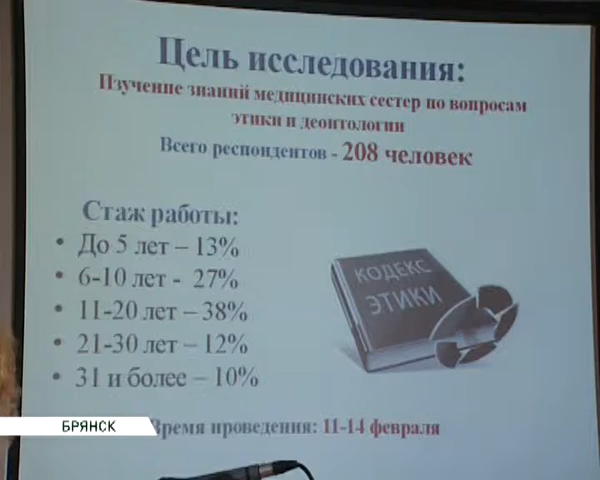 Цель исследования:
Изучение знаний медицинских сестер по вопросам
этики и деонтологии
Всего респондентов - 208 человек
Стаж работы:
• До 5 лет – 13%
• 6-10 лет - 27%
• 11-20 лет – 38%
• 21-30 лет – 12%
• 31 и более – 10%
КОДЕКС
ЭТИКИ
Время проведения: 11-14 февраля
БРЯНСК